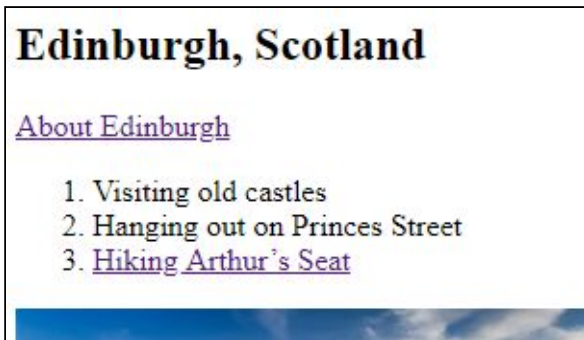 Edinburgh, Scotland
About Edinburgh
1. Visiting old castles
2. Hanging out on Princes Street
3. Hiking Arthur’s Seat